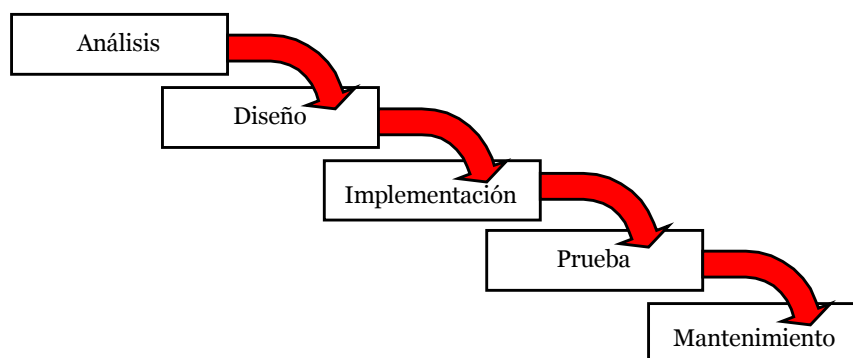 Análisis
Diseño
Implementación
Prueba
Mantenimiento